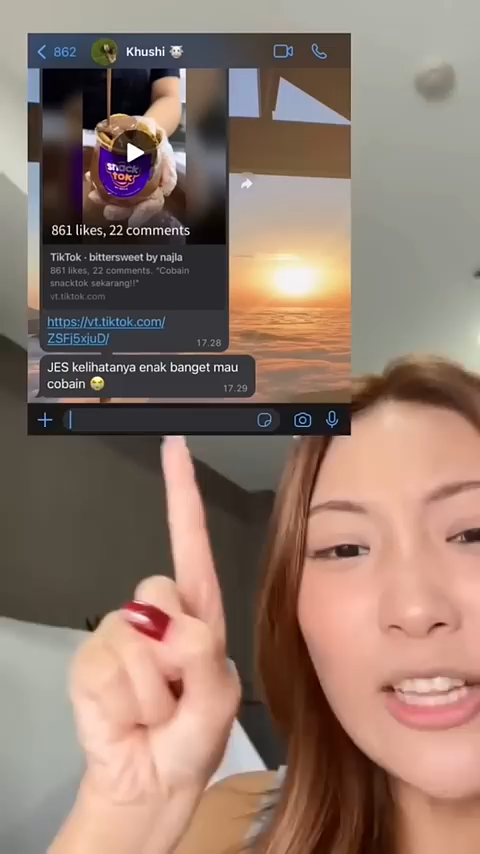 862
Khushi 🐮
snack
tok
861 likes, 22 comments
TikTok · bittersweet by najla
861 likes, 22 comments. "Cobain
snacktok sekarang!!"
vt.tiktok.com
https://vt.tiktok.com/
ZSFj5xjuD/
17.28
JES kelihatanya enak banget mau
cobain 😭
17.29